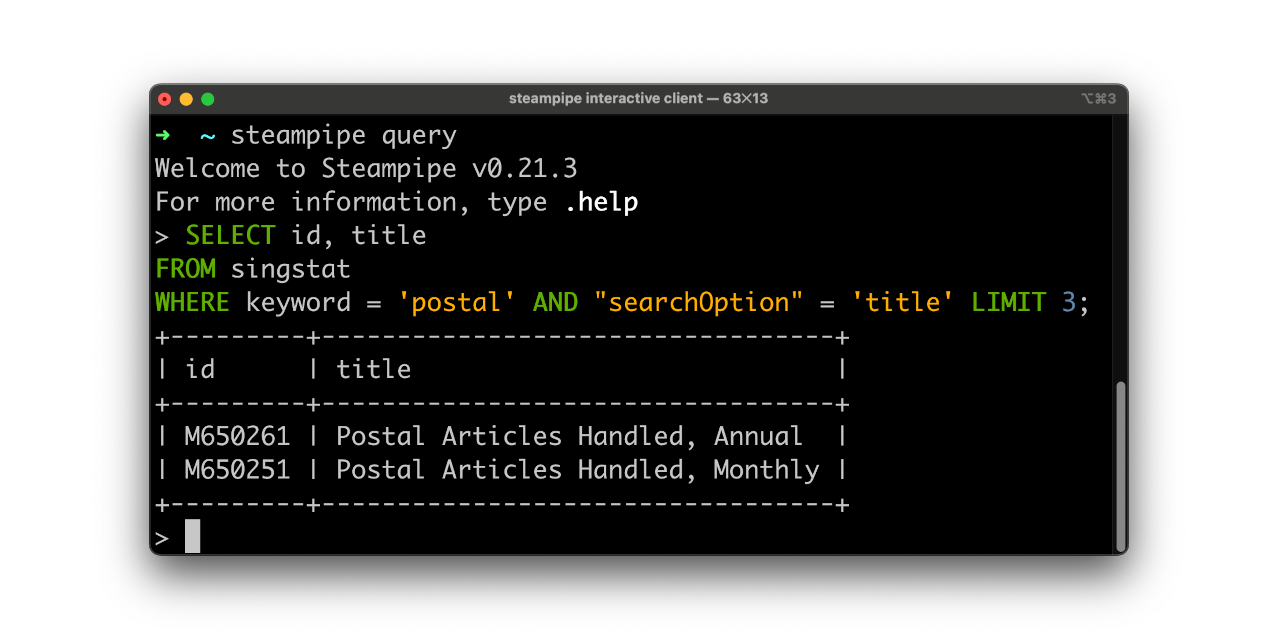 steampipe interactive client — 63✕13
⌥⌘3
➜  ~ steampipe query
Welcome to Steampipe v0.21.3
For more information, type .help
> SELECT id, title
FROM singstat
WHERE keyword = 'postal' AND "searchOption" = 'title' LIMIT 3;
+---------+----------------------------------+
| id      | title                            |
+---------+----------------------------------+
| M650261 | Postal Articles Handled, Annual  |
| M650251 | Postal Articles Handled, Monthly |
+---------+----------------------------------+
>